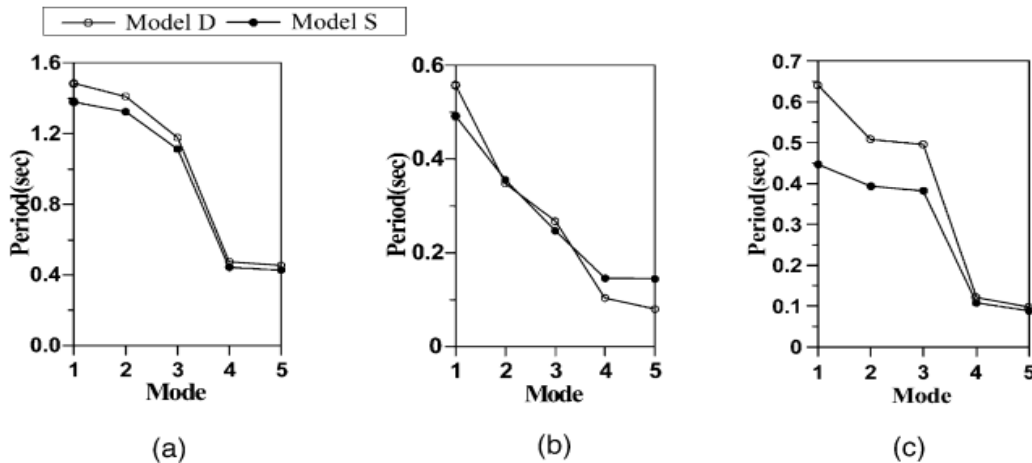 Model D Model S
1.6
1.2
0.8
0.4
0.0
Period(sec)
1 2 3 4 5
Mode
(a)
0.6
0.4
0.2
0
Period(sec)
1 2 3 4 5
Mode
(b)
0.7
0.6
0.5
0.4
0.3
0.2
0.1
0
Period(sec)
1 2 3 4 5
Mode
(c)